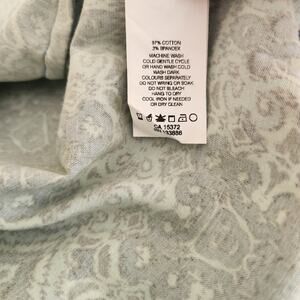 97% COTTON
3% SPANDEX
MACHINE WASH
COLD GENTLE CYCLE
OR HAND WASH COLD
WASH DARK
COLOURS SEPARATELY
DO NOT WRING OR SOAK
DO NOT BLEACH
HANG TO DRY
COOL IRON IF NEEDED
OR DRY CLEAN
CA 15372